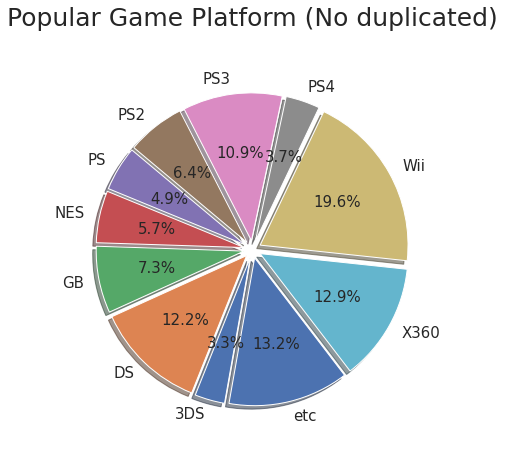 Popular Game Platform (No duplicated)
PS4
3.7%
PS3
10.9%
PS2
6.4%
PS
4.9%
NES
5.7%
GB
7.3%
DS
12.2%
3DS
3.3%
etc
13.2%
X360
12.9%
Wii
19.6%